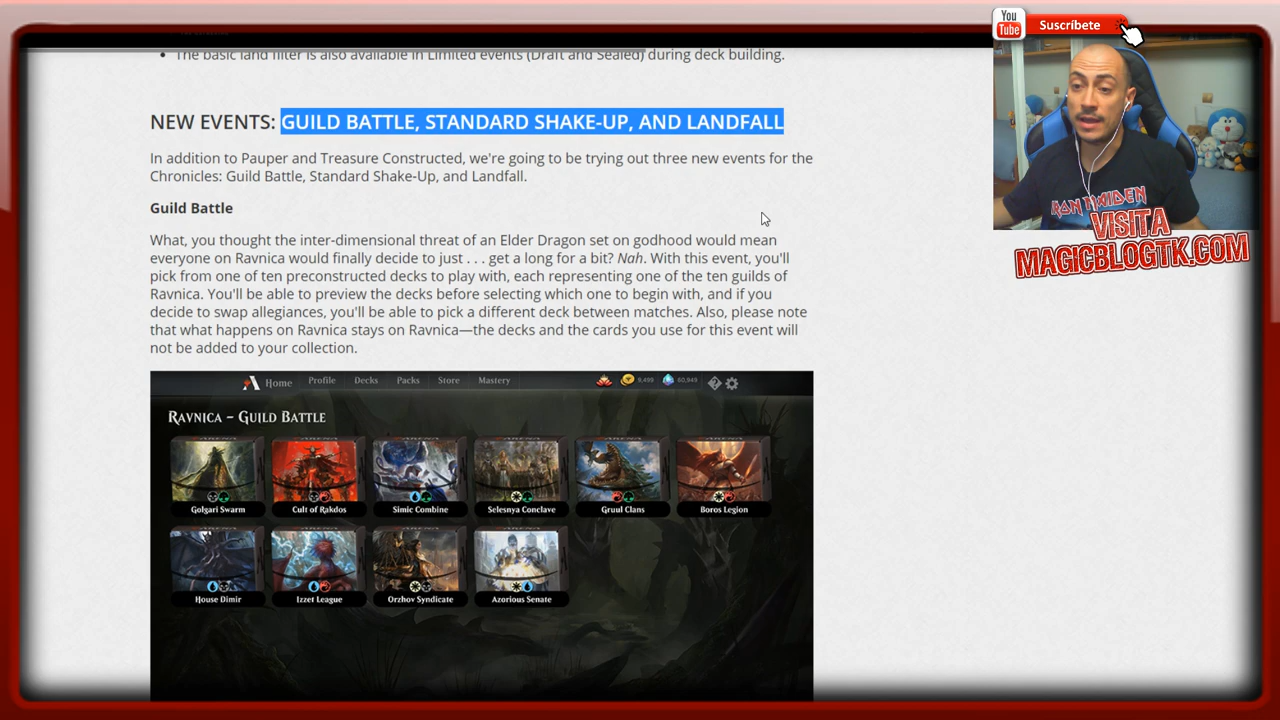 You
Tube
Suscríbete
The basic land filter is also available in Limited events (Draft and Sealed) during deck building.
NEW EVENTS: GUILD BATTLE, STANDARD SHAKE-UP, AND LANDFALL
In addition to Pauper and Treasure Constructed, we're going to be trying out three new events for the
Chronicles: Guild Battle, Standard Shake-Up, and Landfall.
Guild Battle
What, you thought the inter-dimensional threat of an Elder Dragon set on godhood would mean
everyone on Ravnica would finally decide to just . . . get a long for a bit? Nah. With this event, you'll
pick from one of ten preconstructed decks to play with, each representing one of the ten guilds of
Ravnica. You'll be able to preview the decks before selecting which one to begin with, and if you
decide to swap allegiances, you'll be able to pick a different deck between matches. Also, please note
that what happens on Ravnica stays on Ravnica—the decks and the cards you use for this event will
not be added to your collection.
IRON MAIDEN
VISITA
MAGICBLOGTK.COM
Home Profile Decks Packs Store Mastery 9,499 60,949
RAVNICA - GUILD BATTLE
Golgari Swarm Cult of Rakdos Simic Combine Selesnya Conclave Gruul Clans Boros Legion
House Dimir Izzet League Orzhov Syndicate Azorious Senate